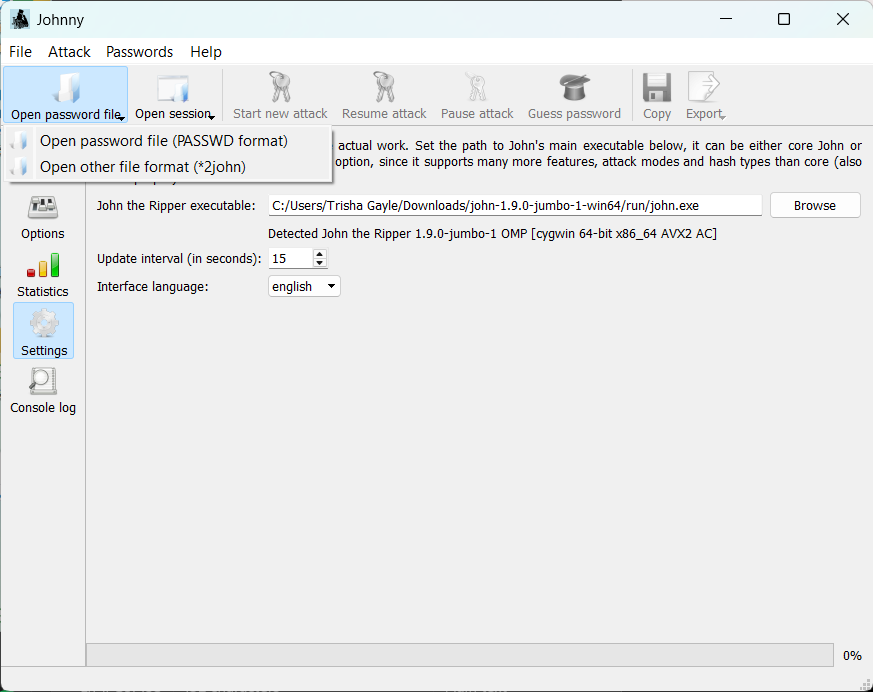 Johnny
File Attack Passwords Help
Open password file Open session Start new attack Resume attack Pause attack Guess password Copy Export
Open password file (PASSWD format)
Open other file format (*2john)
actual work. Set the path to John's main executable below, it can be either core John or
option, since it supports many more features, attack modes and hash types than core (also
Options
Statistics
Settings
Console log
John the Ripper executable: C:/Users/Trisha Gayle/Downloads/john-1.9.0-jumbo-1-win64/run/john.exe Browse
Detected John the Ripper 1.9.0-jumbo-1 OMP [cygwin 64-bit x86_64 AVX2 AC]
Update interval (in seconds): 15
Interface language: english
0%